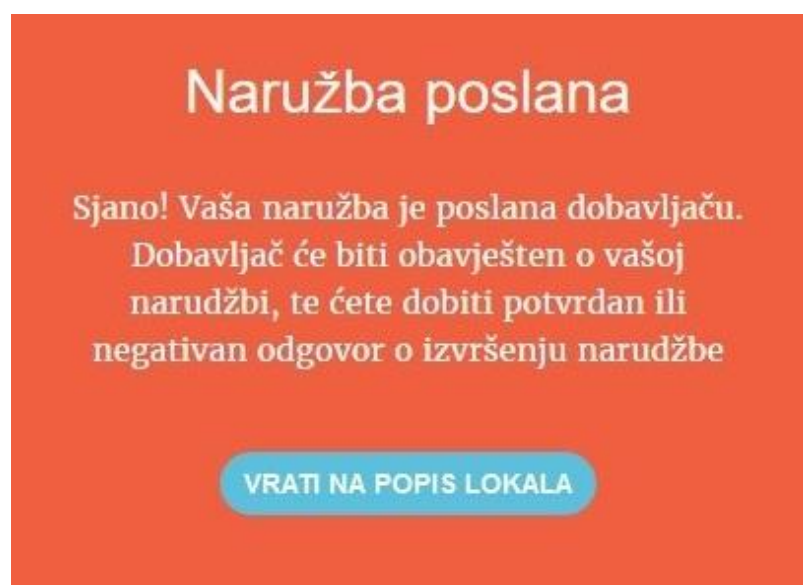 Naružba poslana
Sjano! Vaša naružba je poslana dobavljaču.
Dobavljač će biti obavješten o vašoj
narudžbi, te ćete dobiti potvrdan ili
negativan odgovor o izvršenju narudžbe
VRATI NA POPIS LOKALA